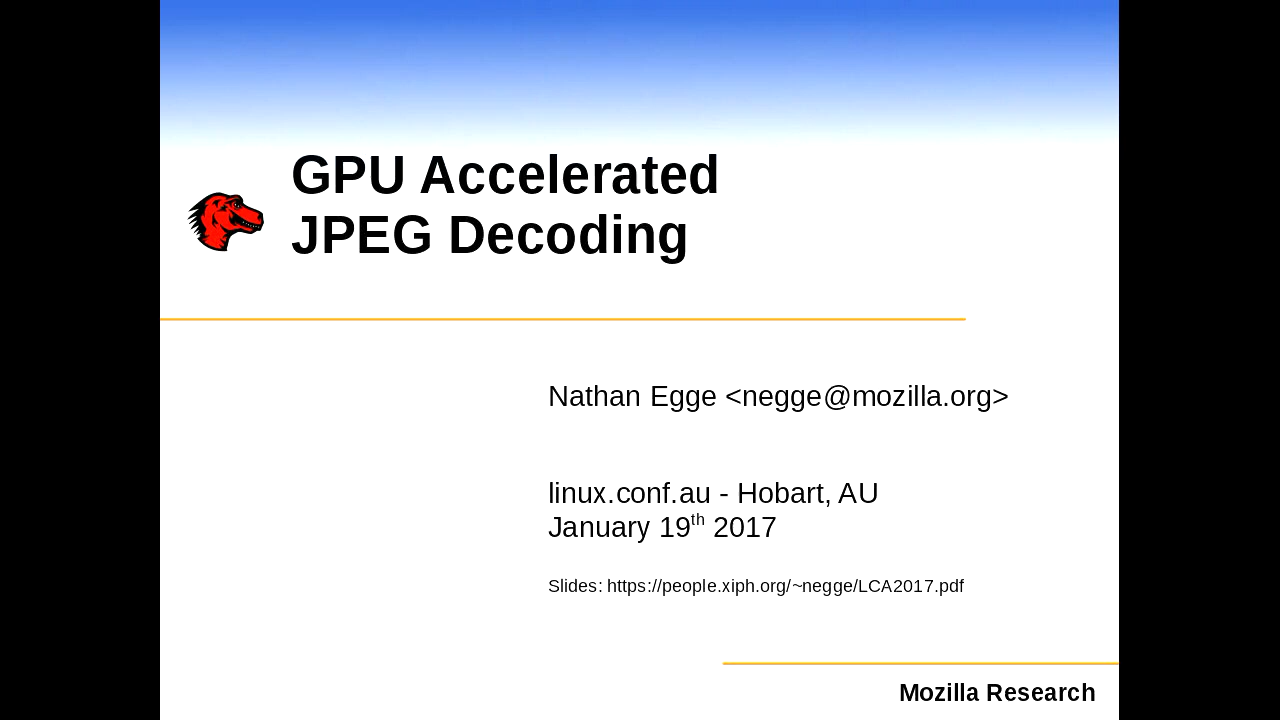 GPU Accelerated
JPEG Decoding
Nathan Egge <negge@mozilla.org>
linux.conf.au - Hobart, AU
January 19th 2017
Slides: https://people.xiph.org/~negge/LCA2017.pdf
Mozilla Research